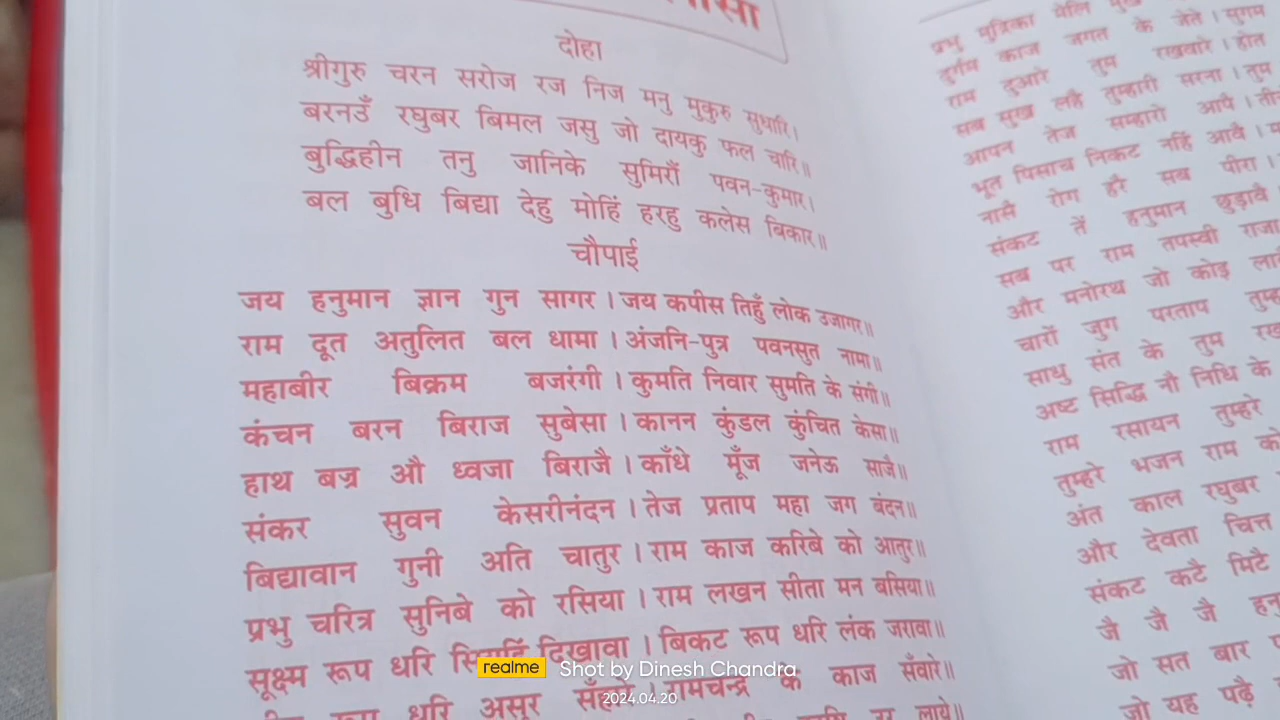 दोहा
श्रीगुरु चरन सरोज रज निज मनु मुकुरु सुधारि।
बरनउँ रघुबर बिमल जसु जो दायकु फल चारि॥
बुद्धिहीन तनु जानिके सुमिरौं पवन-कुमार।
बल बुधि बिद्या देहु मोहिं हरहु कलेस बिकार॥
चौपाई
जय हनुमान ज्ञान गुन सागर। जय कपीस तिहुँ लोक उजागर॥
राम दूत अतुलित बल धामा। अंजनि-पुत्र पवनसुत नामा॥
महाबीर बिक्रम बजरंगी। कुमति निवार सुमति के संगी॥
कंचन बरन बिराज सुबेसा। कानन कुंडल कुंचित केसा॥
हाथ बज्र औ ध्वजा बिराजै। काँधे मूँज जनेऊ साजै॥
संकर सुवन केसरीनंदन। तेज प्रताप महा जग बंदन॥
बिद्यावान गुनी अति चातुर। राम काज करिबे को आतुर॥
प्रभु चरित्र सुनिबे को रसिया। राम लखन सीता मन बसिया॥
सूक्ष्म रूप धरि दिखावा। बिकट रूप धरि लंक जरावा॥
रूप धरि असुर सँहारे। रामचन्द्र के काज सँवारे॥
लाये॥
प्रभु मुद्रिका मेलि मुख
दुर्गम काज जगत के जेते। सुगम
राम दुआरे तुम रखवारे। होत
सब सुख लहै तुम्हारी सरना। तुम
आपन तेज सम्हारो आपै।
भूत पिसाच निकट नहिं आवै।
नासै रोग हरै सब पीरा।
संकट तें हनुमान छुड़ावै
सब पर राम तपस्वी राजा
और मनोरथ जो कोइ
चारों जुग परताप
साधु संत के तुम
अष्ट सिद्धि नौ निधि के
राम रसायन तुम्हरे
तुम्हरे भजन राम
अंत काल रघुबर
और देवता चित्त
संकट कटै मिटै
जै जै जै
जो सत बार
जो यह पढ़ै
realme Shot by Dinesh Chandra
2024.04.20